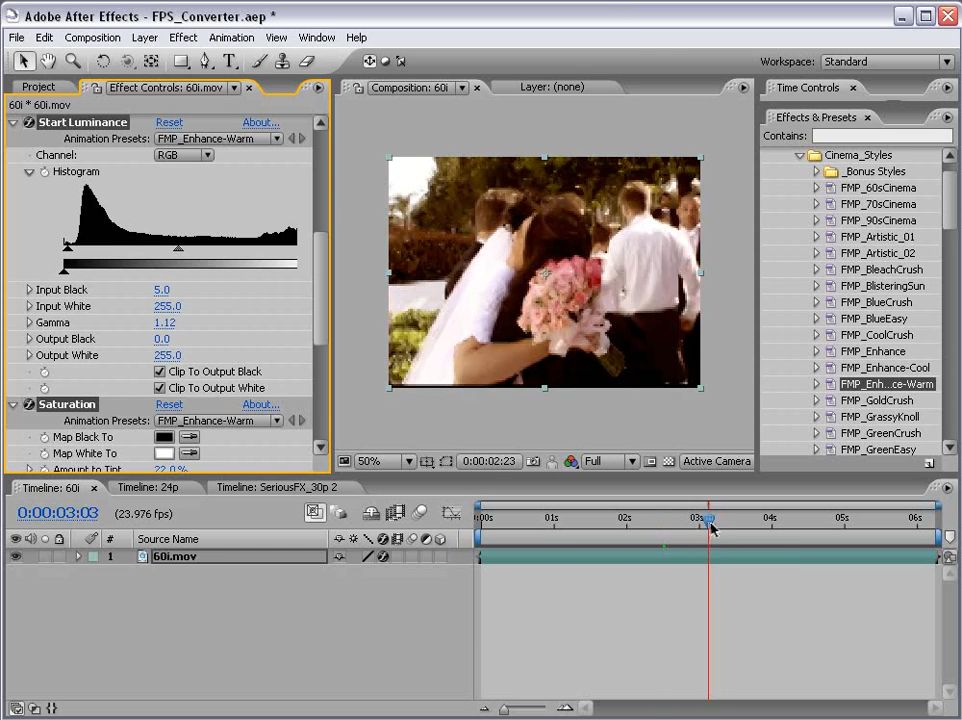 Adobe After Effects - FPS_Converter.aep *
File Edit Composition Layer Effect Animation View Window Help
Workspace: Standard
Project Effect Controls: 60i.mov
60i * 60i.mov
Start Luminance Reset About...
Animation Presets: FMP_Enhance-Warm
Channel: RGB
Histogram
Input Black 5.0
Input White 255.0
Gamma 1.12
Output Black 0.0
Output White 255.0
Clip To Output Black
Clip To Output White
Saturation Reset About...
Animation Presets: FMP_Enhance-Warm
Map Black To
Map White To
Amount to Tint 22.0%
Composition: 60i Layer: (none)
50% 0:00:02:23 Full Active Camera
Time Controls
Effects & Presets
Contains:
Cinema_Styles
_Bonus Styles
FMP_60sCinema
FMP_70sCinema
FMP_90sCinema
FMP_Artistic_01
FMP_Artistic_02
FMP_BleachCrush
FMP_BlisteringSun
FMP_BlueCrush
FMP_BlueEasy
FMP_CoolCrush
FMP_Enhance
FMP_Enhance-Cool
FMP_Enh...ce-Warm
FMP_GoldCrush
FMP_GrassyKnoll
FMP_GreenCrush
FMP_GreenEasy
Timeline: 60i Timeline: 24p Timeline: SeriousFX_30p 2
0:00:03:03 (23.976 fps)
:00s 01s 02s 03s 04s 05s 06s
# Source Name
1 60i.mov